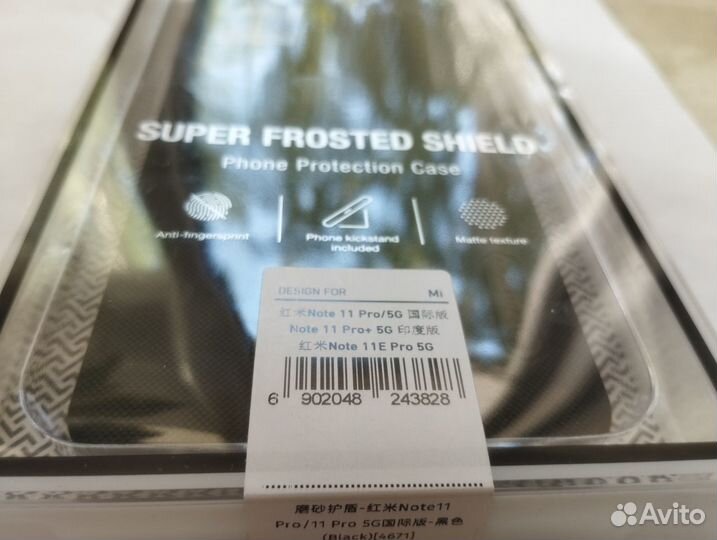 SUPER FROSTED SHIELD
Phone Protection Case
Anti-fingersprint
Phone kickstand
included
Matte texture
DESIGN FOR Mi
红米Note 11 Pro/5G 国际版
Note 11 Pro+ 5G 印度版
红米Note 11E Pro 5G
6 902048 243828
磨砂护盾-红米Note11
Pro/11 Pro 5G国际版-黑色
(Black)[4671]
Avito